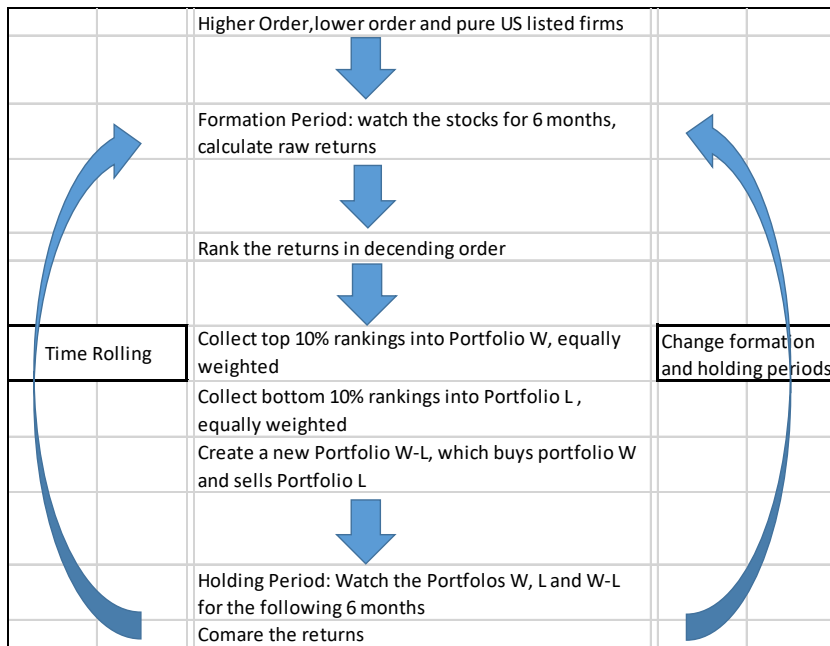 Higher Order,lower order and pure US listed firms
Formation Period: watch the stocks for 6 months,
calculate raw returns
Rank the returns in decending order
Time Rolling
Collect top 10% rankings into Portfolio W, equally
weighted
Change formation
and holding periods
Collect bottom 10% rankings into Portfolio L ,
equally weighted
Create a new Portfolio W-L, which buys portfolio W
and sells Portfolio L
Holding Period: Watch the Portfolos W, L and W-L
for the following 6 months
Comare the returns